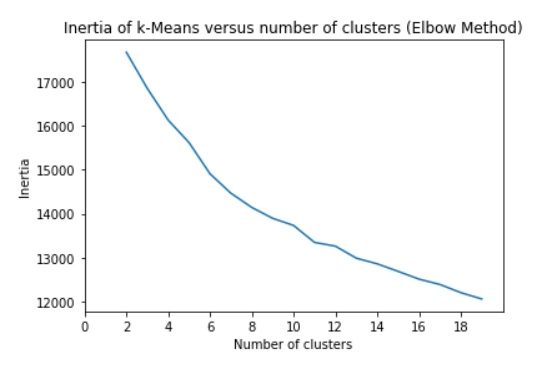 Inertia of k-Means versus number of clusters (Elbow Method)
17000
16000
15000
14000
13000
12000
Inertia
0 2 4 6 8 10 12 14 16 18
Number of clusters